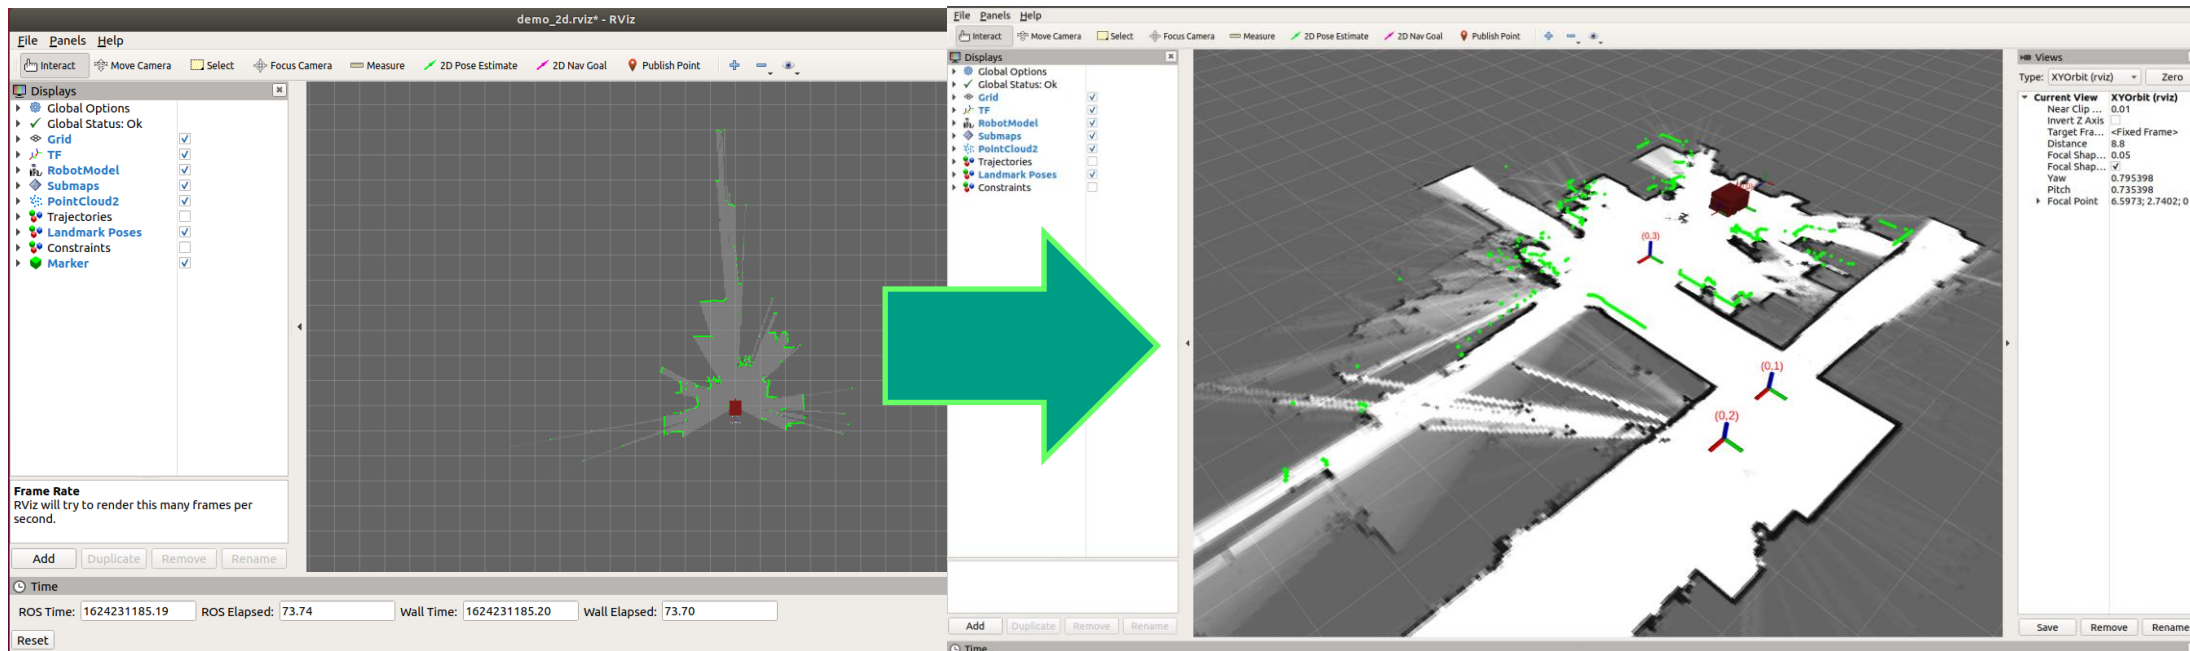 demo_2d.rviz* - RViz
File Panels Help
Interact Move Camera Select Focus Camera Measure 2D Pose Estimate 2D Nav Goal Publish Point
Displays
Global Options
Global Status: Ok
Grid
TF
RobotModel
Submaps
PointCloud2
Trajectories
Landmark Poses
Constraints
Marker
Frame Rate
RViz will try to render this many frames per
second.
Add Duplicate Remove Rename
Time
ROS Time: 1624231185.19 ROS Elapsed: 73.74 Wall Time: 1624231185.20 Wall Elapsed: 73.70
Reset
File Panels Help
Interact Move Camera Select Focus Camera Measure 2D Pose Estimate 2D Nav Goal Publish Point
Displays
Global Options
Global Status: Ok
Grid
TF
RobotModel
Submaps
PointCloud2
Trajectories
Landmark Poses
Constraints
Add Duplicate Remove Rename
Time
(0,3)
(0,1)
(0,2)
Views
Type: XYOrbit (rviz) Zero
Current View XYOrbit (rviz)
Near Clip ... 0.01
Invert Z Axis
Target Fra... <Fixed Frame>
Distance 8.8
Focal Shap... 0.05
Focal Shap...
Yaw 0.795398
Pitch 0.735398
Focal Point 6.5973; 2.7402; 0
Save Remove Rename